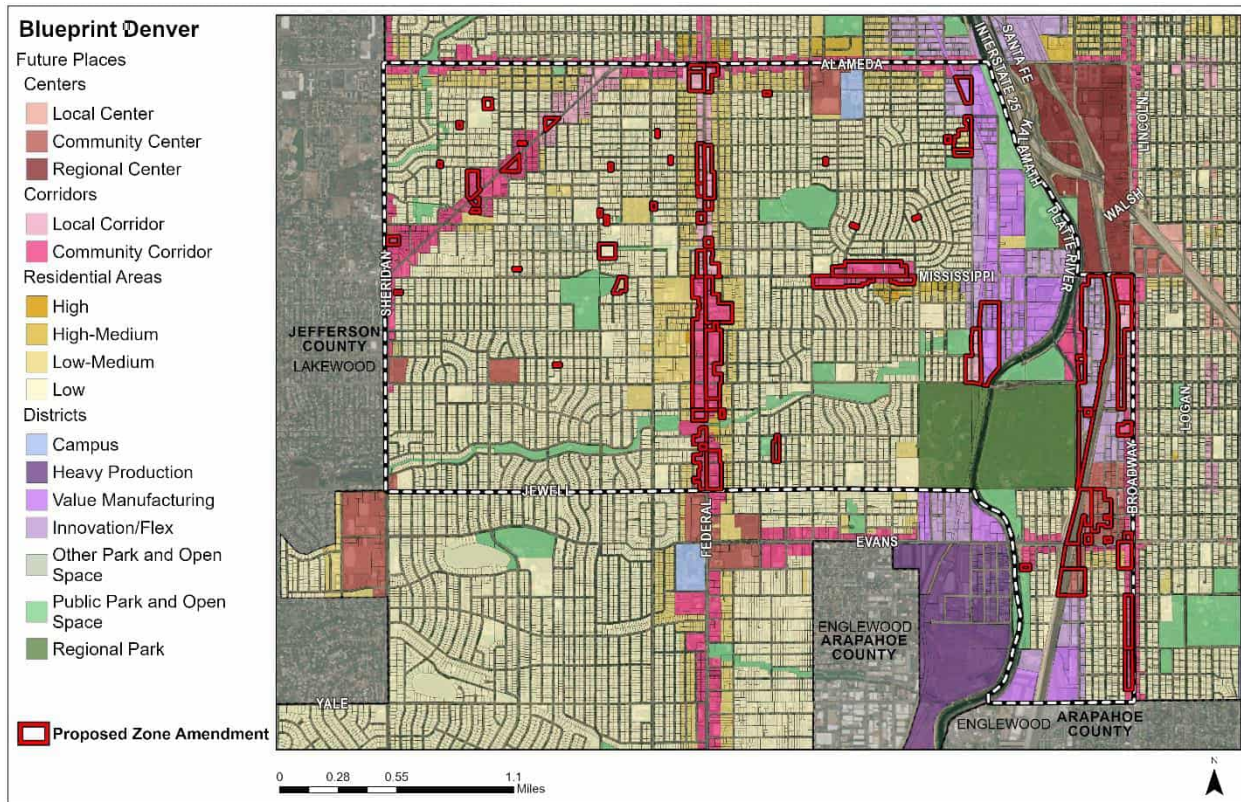 Blueprint Denver
Future Places
Centers
Local Center
Community Center
Regional Center
Corridors
Local Corridor
Community Corridor
Residential Areas
High
High-Medium
Low-Medium
Low
Districts
Campus
Heavy Production
Value Manufacturing
Innovation/Flex
Other Park and Open
Space
Public Park and Open
Space
Regional Park
Proposed Zone Amendment
ALAMEDA
INTERSTATE 25
SANTA FE
KALAMATH
PLATTE RIVER
LINCOLN
WALSH
SHERIDAN
MISSISSIPPI
JEFFERSON
COUNTY
LAKEWOOD
LOGAN
BROADWAY
JEWELL
FEDERAL
EVANS
ENGLEWOOD
ARAPAHOE
COUNTY
YALE
ENGLEWOOD
ARAPAHOE
COUNTY
0 0.28 0.55 1.1
Miles
N